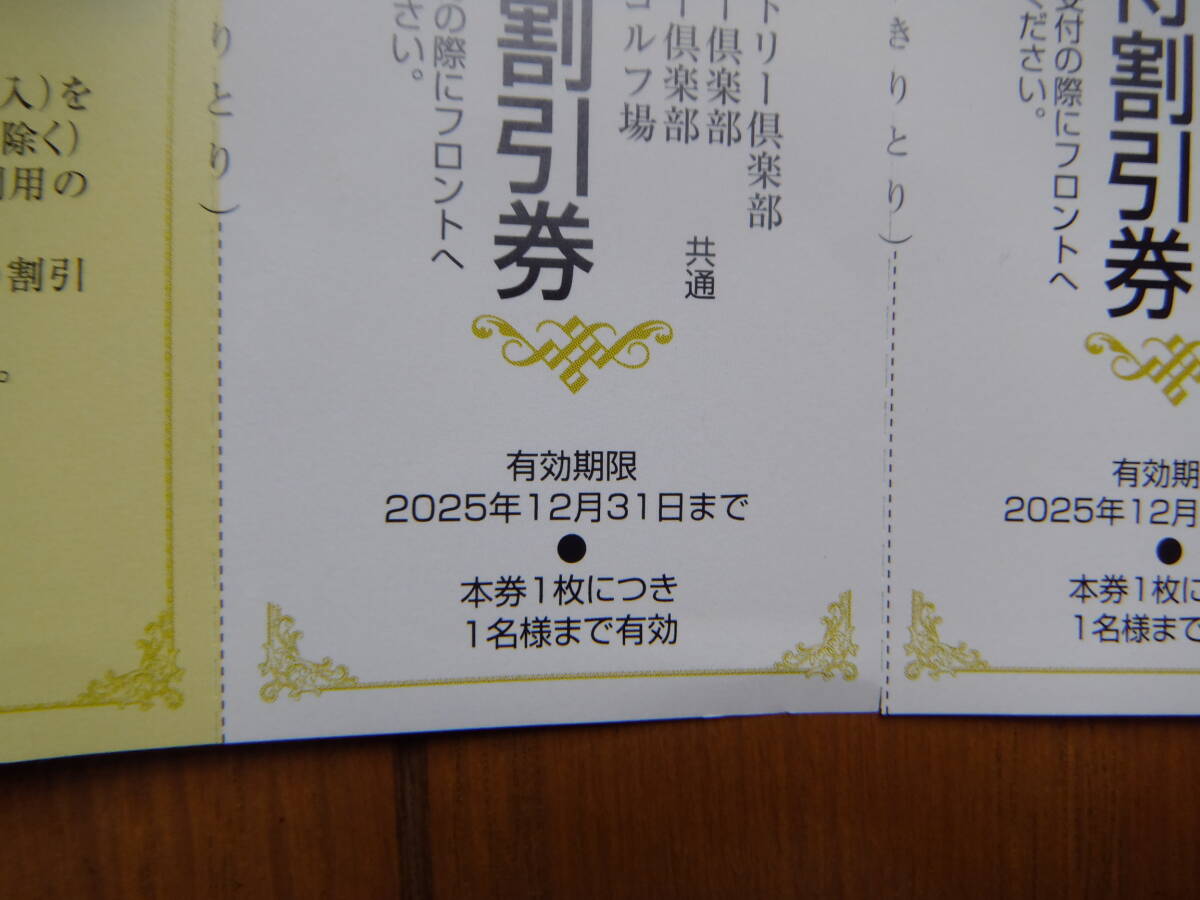 入)を
除く)
利用の
割引
。
りとり)
トリー倶楽部
ー倶楽部
ー倶楽部
ルフ場
共通
割引券
の際にフロントへ
さい。
有効期限
2025年12月31日まで
●
本券1枚につき
1名様まで有効
きりとり)
割引券
受付の際にフロントへ
ください。
有効期
2025年12月
●
本券1枚に
1名様まで